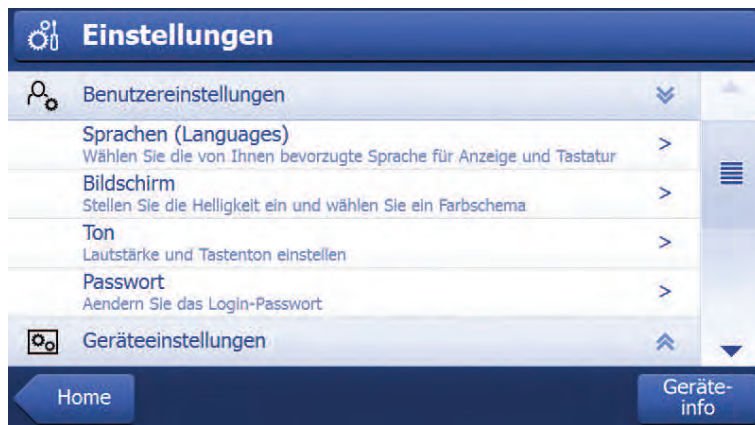 Einstellungen
Benutzereinstellungen
Sprachen (Languages)
Wählen Sie die von Ihnen bevorzugte Sprache für Anzeige und Tastatur
Bildschirm
Stellen Sie die Helligkeit ein und wählen Sie ein Farbschema
Ton
Lautstärke und Tastenton einstellen
Passwort
Aendern Sie das Login-Passwort
Geräteeinstellungen
Home
Geräte-
info